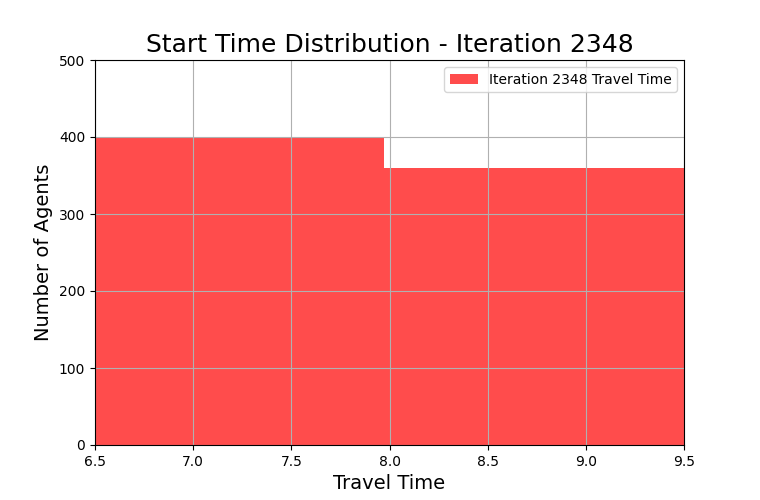 Start Time Distribution - Iteration 2348
500
Iteration 2348 Travel Time
400
300
200
100
0
Number of Agents
6.5 7.0 7.5 8.0 8.5 9.0 9.5
Travel Time